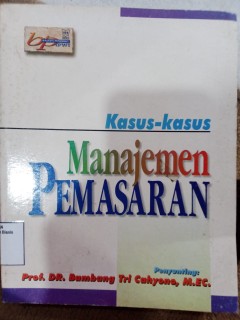 Kasus-kasus
Manajemen
PEMASARAN
Penyunting:
Prof. DR. Bambang Tri Cahyono, M.EC.